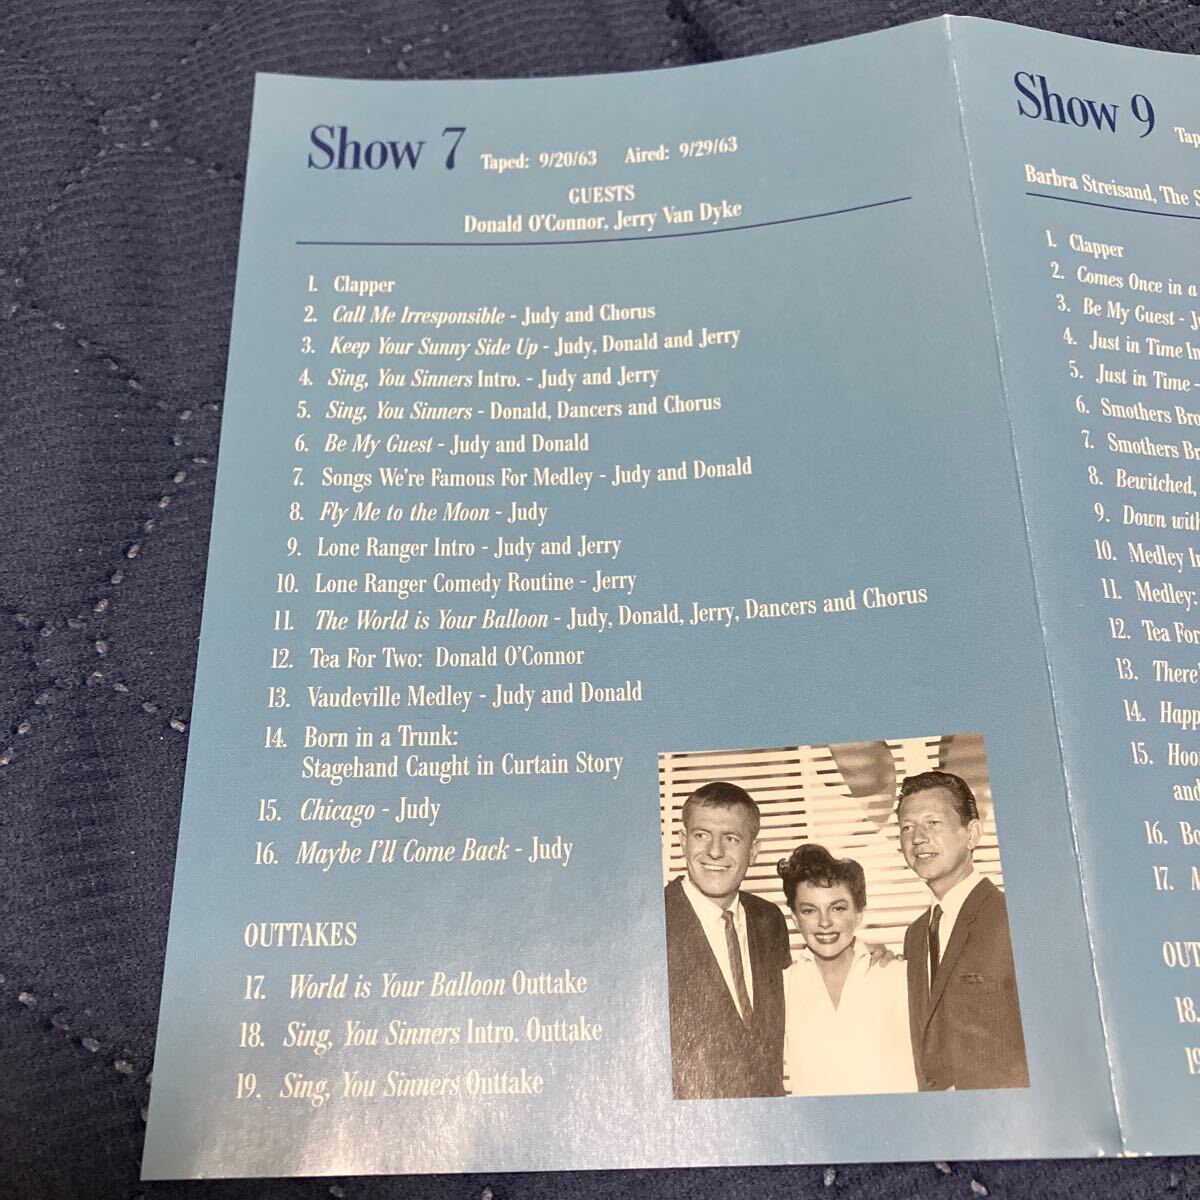 Show 7 Taped: 9/20/63 Aired: 9/29/63
GUESTS
Donald O'Connor, Jerry Van Dyke
1. Clapper
2. Call Me Irresponsible - Judy and Chorus
3. Keep Your Sunny Side Up - Judy, Donald and Jerry
4. Sing, You Sinners Intro. - Judy and Jerry
5. Sing, You Sinners - Donald, Dancers and Chorus
6. Be My Guest - Judy and Donald
7. Songs We're Famous For Medley - Judy and Donald
8. Fly Me to the Moon - Judy
9. Lone Ranger Intro - Judy and Jerry
10. Lone Ranger Comedy Routine - Jerry
11. The World is Your Balloon - Judy, Donald, Jerry, Dancers and Chorus
12. Tea For Two: Donald O'Connor
13. Vaudeville Medley - Judy and Donald
14. Born in a Trunk:
Stagehand Caught in Curtain Story
15. Chicago - Judy
16. Maybe I'll Come Back - Judy
OUTTAKES
17. World is Your Balloon Outtake
18. Sing, You Sinners Intro. Outtake
19. Sing, You Sinners Outtake
Show 9
Barbra Streisand, The
1. Clapper
2. Comes Once in a
3. Be My Guest -
4. Just in Time
5. Just in Time -
6. Smothers
7. Smothers
8. Bewitched,
9. Down
10. Medley
11. Medley:
12. Tea For
13.
14.
15.
and
16.
17.
18.